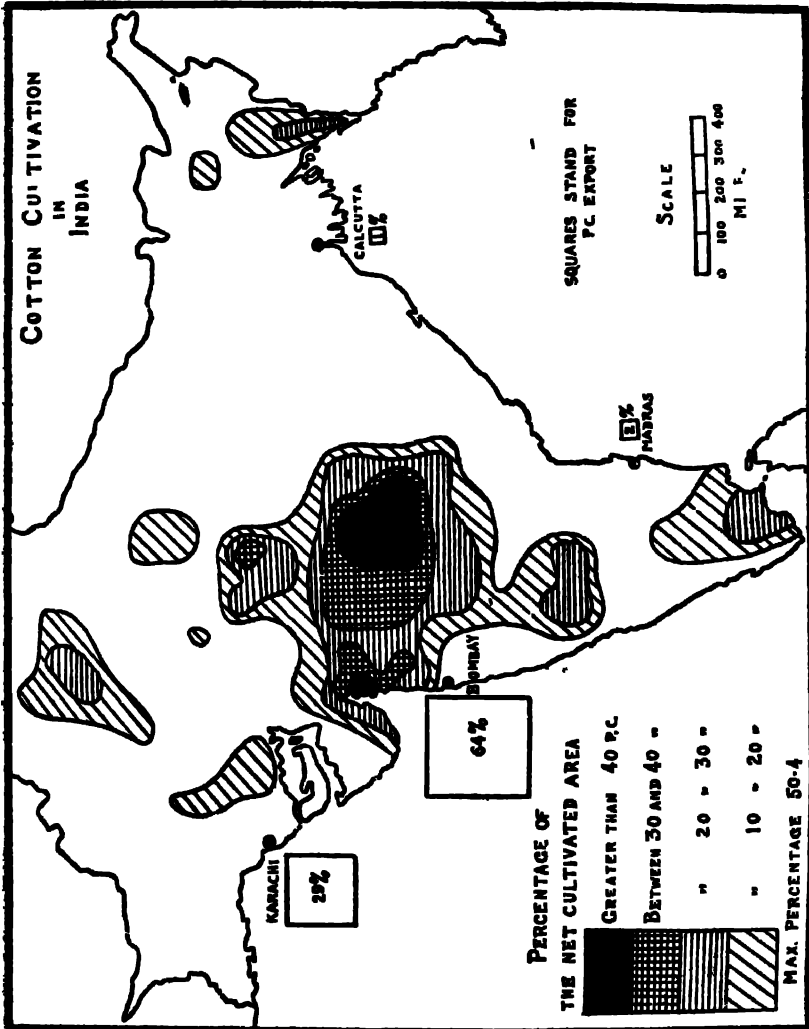 COTTON CULTIVATION
IN
INDIA
CALCUTTA
1%
SQUARES STAND FOR
P.C. EXPORT
SCALE
0 100 200 300 400
2%
MADRAS
BOMBAY
64%
KARACHI
29%
PERCENTAGE OF
THE NET CULTIVATED AREA
GREATER THAN 40 P.C.
BETWEEN 30 AND 40 "
" 20 " 30 "
" 10 " 20 "
MAX. PERCENTAGE 50·4